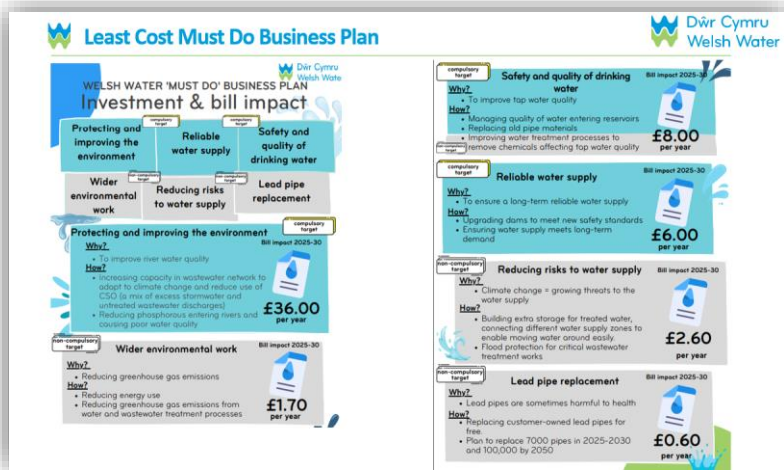 Least Cost Must Do Business Plan
Dŵr Cymru
Welsh Water
Dŵr Cymru
Welsh Wate
WELSH WATER 'MUST DO' BUSINESS PLAN
Investment & bill impact
compulsory
target
Protecting and
improving the
environment
compulsory
target
Reliable
water supply
Safety and
quality of
drinking water
non-compulsory
target
Wider
environmental
work
non-compulsory
target
Reducing risks
to water supply
Lead pipe
replacement
compulsory
target
Protecting and improving the environment
Bill impact 2025-30
Why?
• To improve river water quality
How?
• Increasing capacity in wastewater network to
adapt to climate change and reduce use of
CSO (a mix of excess stormwater and
untreated wastewater discharges)
• Reducing phosphorous entering rivers and
causing poor water quality
£36.00
per year
non-compulsory
target
Wider environmental work
Bill impact 2025-30
Why?
• Reducing greenhouse gas emissions
How?
• Reducing energy use
• Reducing greenhouse gas emissions from
water and wastewater treatment processes
£1.70
per year
compulsory
target
Safety and quality of drinking
water
Bill impact 2025-30
Why?
• To improve tap water quality
How?
• Managing quality of water entering reservoirs
• Replacing old pipe materials
• Improving water treatment processes to
remove chemicals affecting tap water quality
£8.00
per year
non-compulsory
target
compulsory
target
Reliable water supply
Bill impact 2025-30
Why?
• To ensure a long-term reliable water supply
How?
• Upgrading dams to meet new safety standards
• Ensuring water supply meets long-term
demand
£6.00
per year
non-compulsory
target
Reducing risks to water supply
Bill impact 2025-30
Why?
• Climate change = growing threats to the
water supply
How?
• Building extra storage for treated water,
connecting different water supply zones to
enable moving water around easily.
• Flood protection for critical wastewater
treatment works
£2.60
per year
non-compulsory
target
Lead pipe replacement
Bill impact 2025-30
Why?
• Lead pipes are sometimes harmful to health
How?
• Replacing customer-owned lead pipes for
free.
• Plan to replace 7000 pipes in 2025-2030
and 100,000 by 2050
£0.60
per year